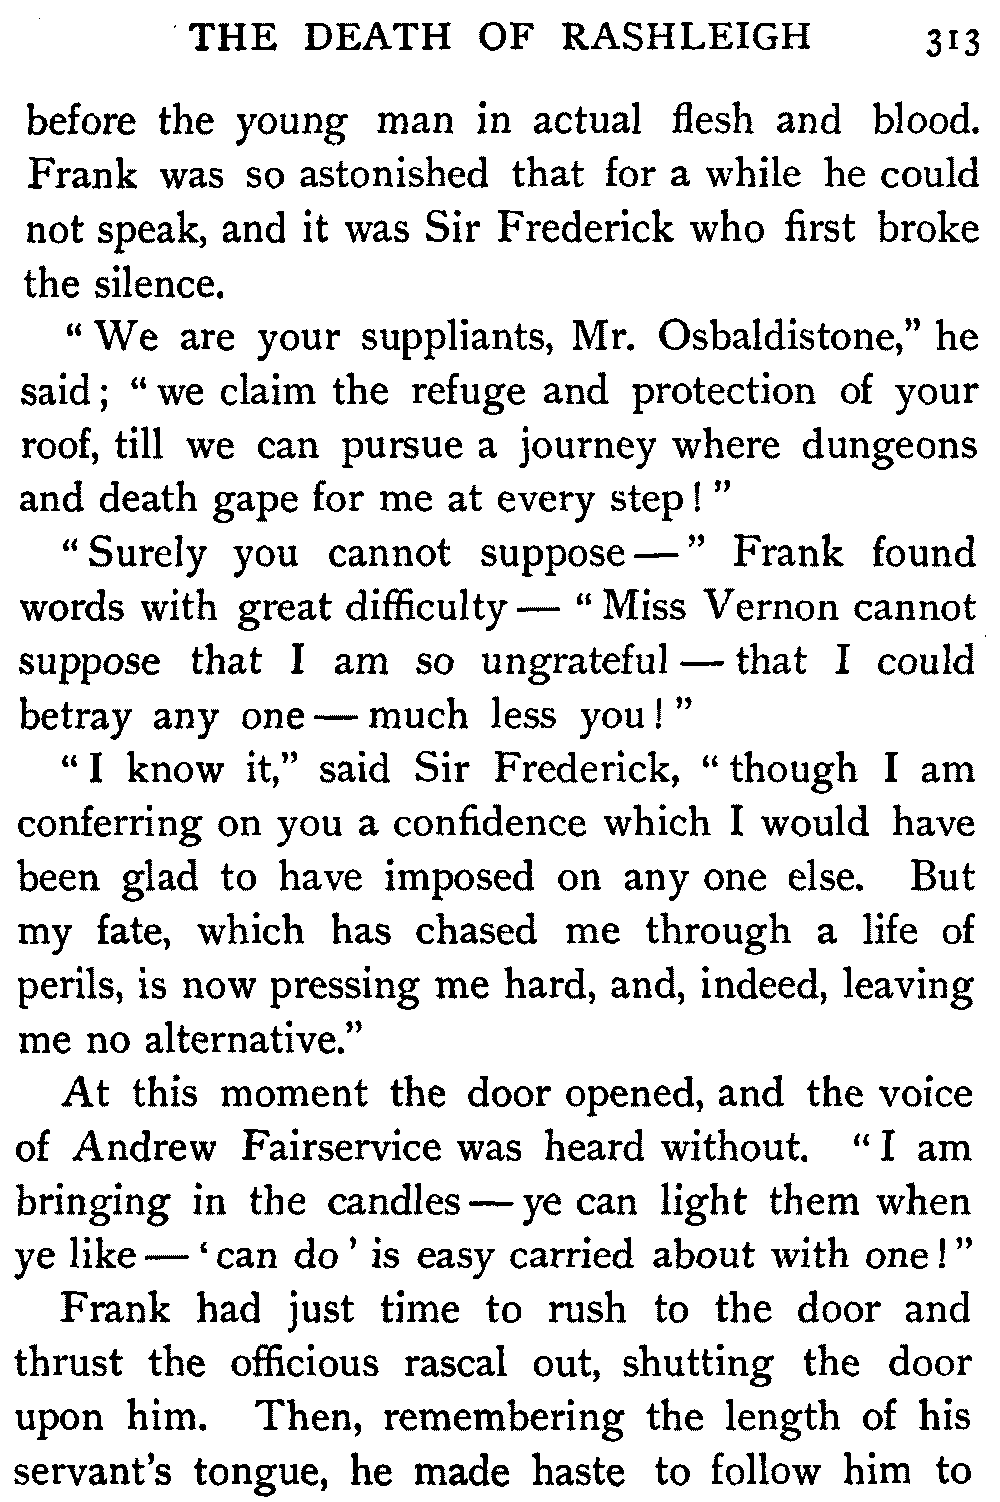 THE DEATH OF RASHLEIGH 313
before the young man in actual flesh and blood.
Frank was so astonished that for a while he could
not speak, and it was Sir Frederick who first broke
the silence.
“We are your suppliants, Mr. Osbaldistone,” he
said; “we claim the refuge and protection of your
roof, till we can pursue a journey where dungeons
and death gape for me at every step!”
“Surely you cannot suppose—” Frank found
words with great difficulty—“Miss Vernon cannot
suppose that I am so ungrateful—that I could
betray any one—much less you!”
“I know it,” said Sir Frederick, “though I am
conferring on you a confidence which I would have
been glad to have imposed on any one else. But
my fate, which has chased me through a life of
perils, is now pressing me hard, and, indeed, leaving
me no alternative.”
At this moment the door opened, and the voice
of Andrew Fairservice was heard without. “I am
bringing in the candles—ye can light them when
ye like—‘can do’ is easy carried about with one!”
Frank had just time to rush to the door and
thrust the officious rascal out, shutting the door
upon him. Then, remembering the length of his
servant’s tongue, he made haste to follow him to